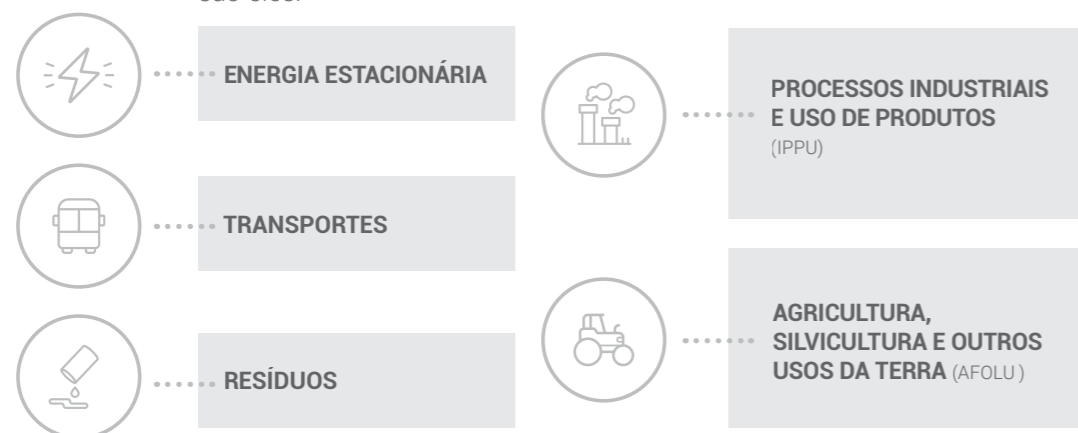 ENERGIA ESTACIONÁRIA
TRANSPORTES
RESÍDUOS
PROCESSOS INDUSTRIAIS
E USO DE PRODUTOS
(IPPU)
AGRICULTURA,
SILVICULTURA E OUTROS
USOS DA TERRA (AFOLU )